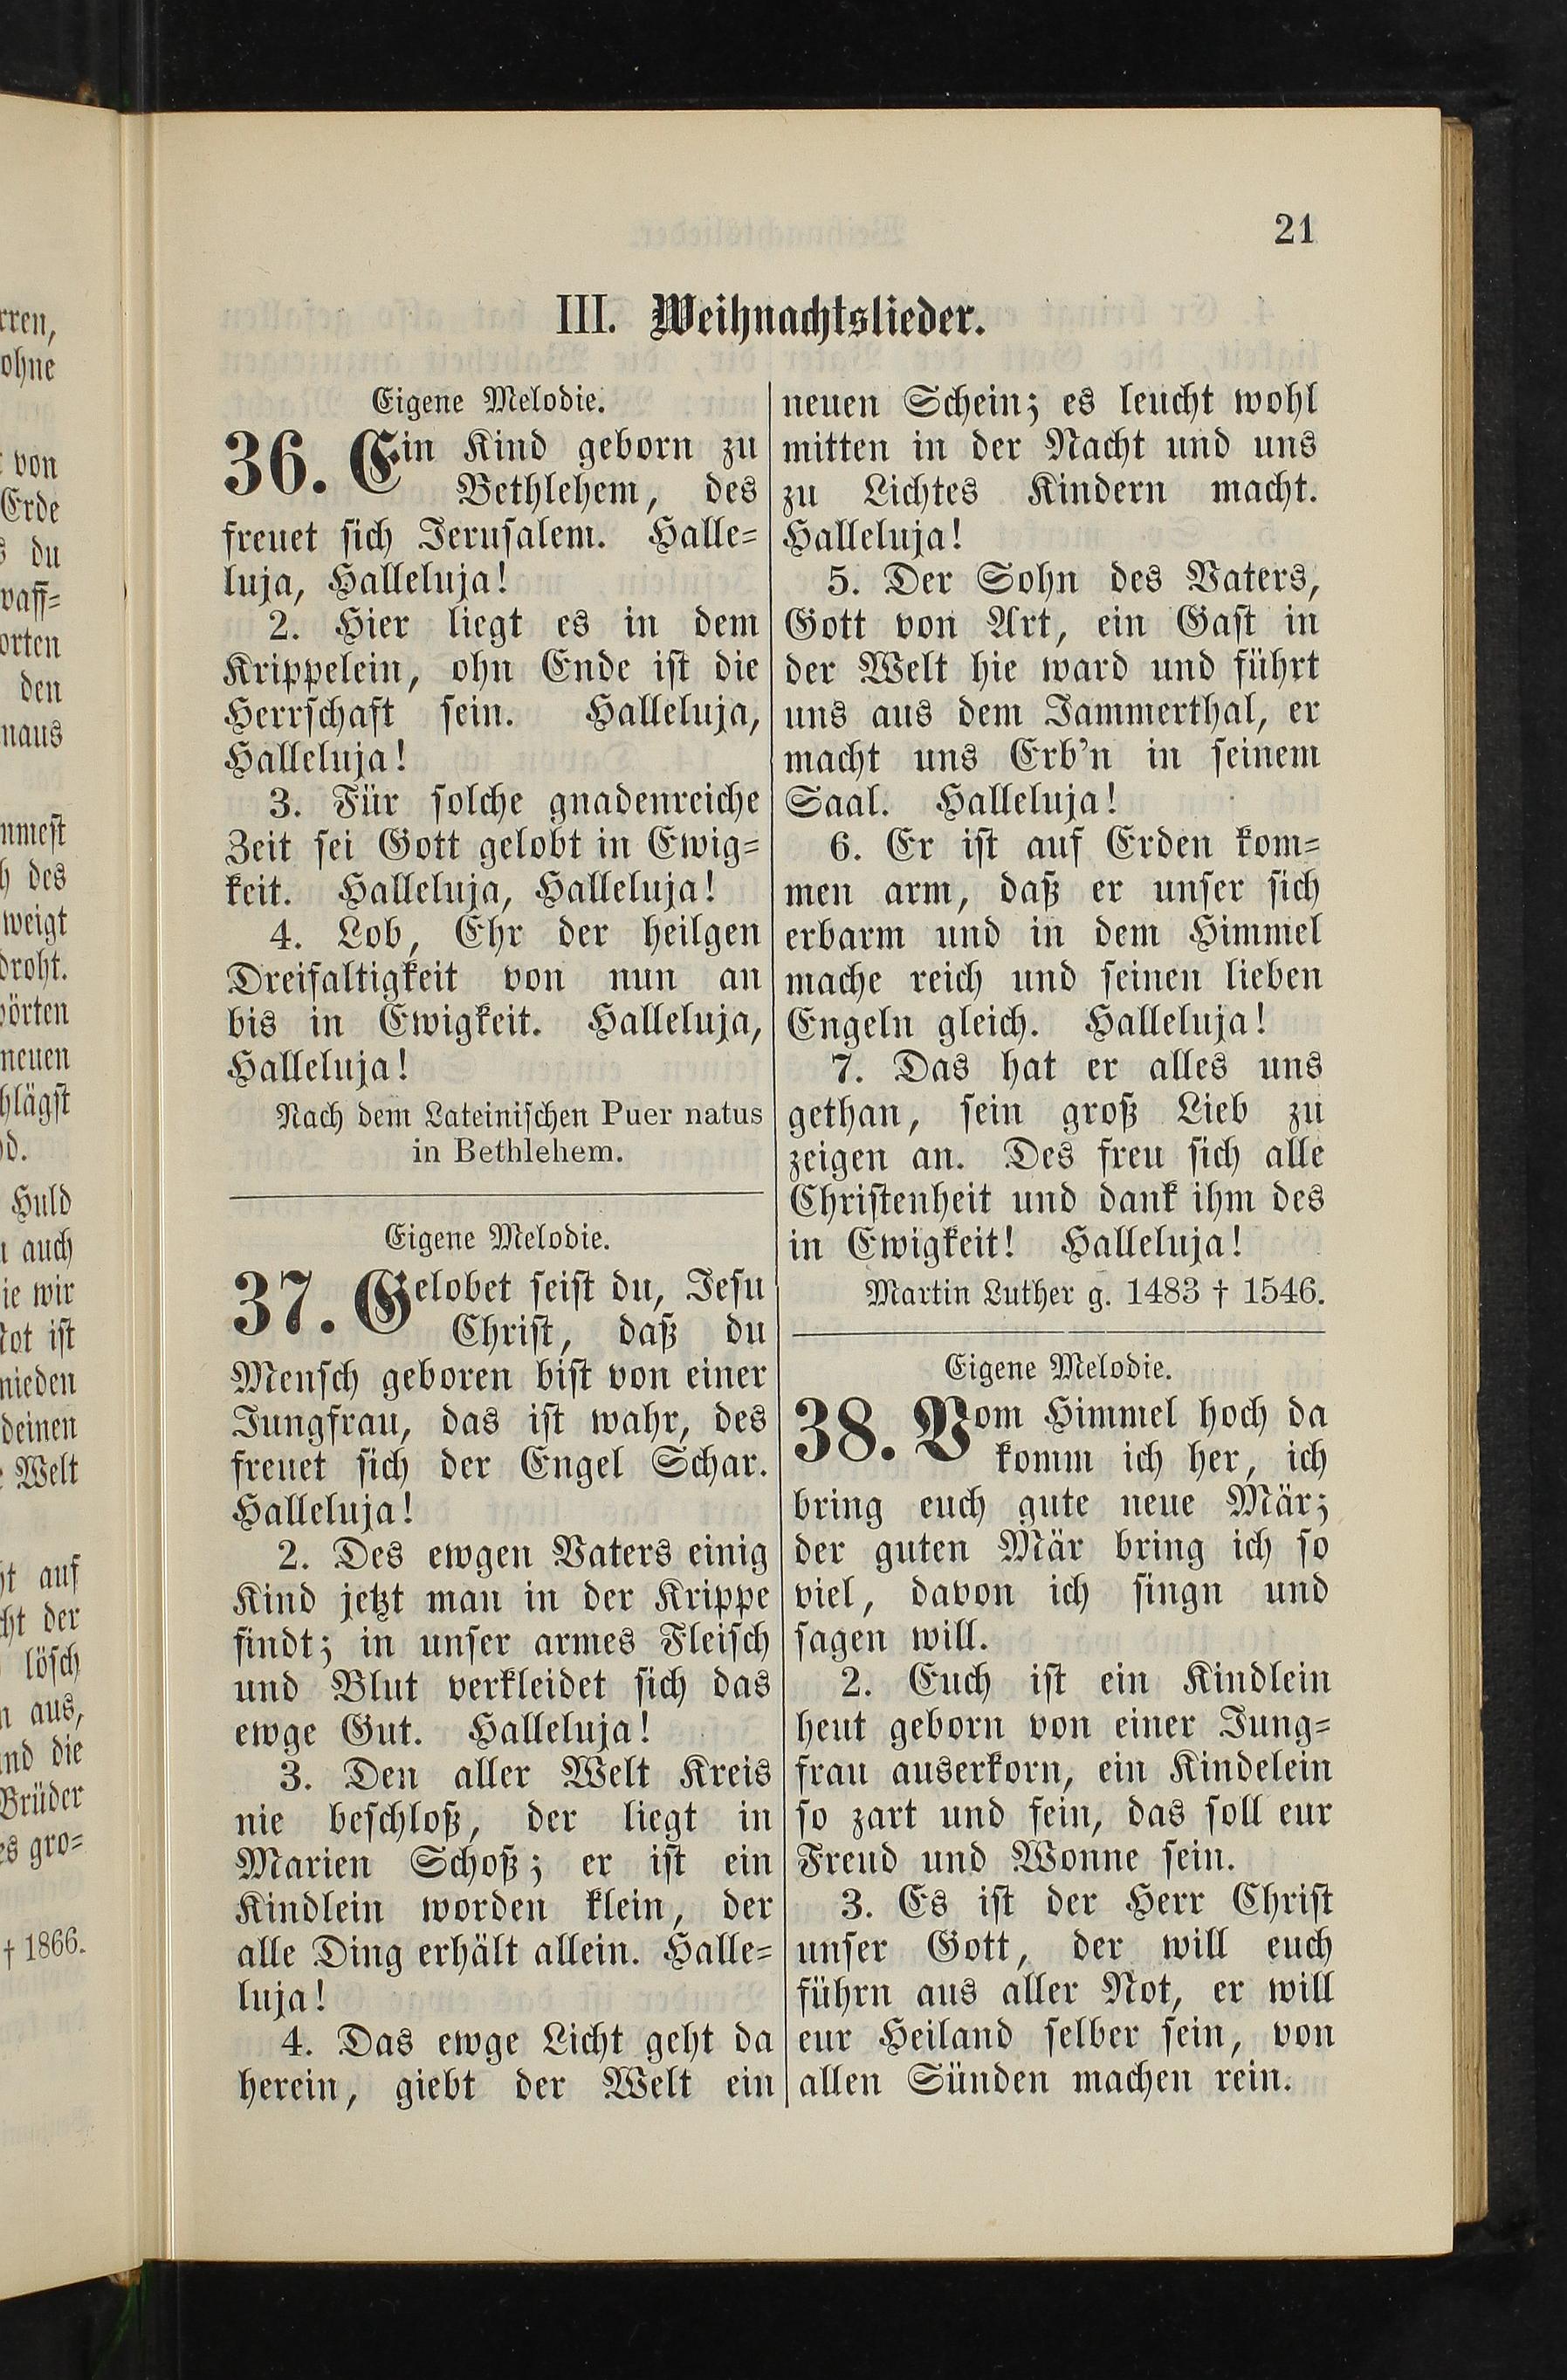 21
III. Weihnachtslieder.
Eigene Melodie.
36. Ein Kind geborn zu
Bethlehem, des
freuet sich Jerusalem. Halle-
luja, Halleluja!
2. Hier liegt es in dem
Krippelein, ohn Ende ist die
Herrschaft sein. Halleluja,
Halleluja!
3. Für solche gnadenreiche
Zeit sei Gott gelobt in Ewig-
keit. Halleluja, Halleluja!
4. Lob, Ehr der heilgen
Dreifaltigkeit von nun an
bis in Ewigkeit. Halleluja,
Halleluja!
Nach dem Lateinischen Puer natus
in Bethlehem.
Eigene Melodie.
37. Gelobet seist du, Jesu
Christ, daß du
Mensch geboren bist von einer
Jungfrau, das ist wahr, des
freuet sich der Engel Schar.
Halleluja!
2. Des ewgen Vaters einig
Kind jetzt man in der Krippe
findt; in unser armes Fleisch
und Blut verkleidet sich das
ewge Gut. Halleluja!
3. Den aller Welt Kreis
nie beschloß, der liegt in
Marien Schoß; er ist ein
Kindlein worden klein, der
alle Ding erhält allein. Halle-
luja!
4. Das ewge Licht geht da
herein, giebt der Welt ein
neuen Schein; es leucht wohl
mitten in der Nacht und uns
zu Lichtes Kindern macht.
Halleluja!
5. Der Sohn des Vaters,
Gott von Art, ein Gast in
der Welt hie ward und führt
uns aus dem Jammerthal, er
macht uns Erb'n in seinem
Saal. Halleluja!
6. Er ist auf Erden kom-
men arm, daß er unser sich
erbarm und in dem Himmel
mache reich und seinen lieben
Engeln gleich. Halleluja!
7. Das hat er alles uns
gethan, sein groß Lieb zu
zeigen an. Des freu sich alle
Christenheit und dank ihm des
in Ewigkeit! Halleluja!
Martin Luther g. 1483 † 1546.
Eigene Melodie.
38. Vom Himmel hoch da
komm ich her, ich
bring euch gute neue Mär;
der guten Mär bring ich so
viel, davon ich singn und
sagen will.
2. Euch ist ein Kindlein
heut geborn von einer Jung-
frau auserkorn, ein Kindelein
so zart und fein, das soll eur
Freud und Wonne sein.
3. Es ist der Herr Christ
unser Gott, der will euch
führn aus aller Not, er will
eur Heiland selber sein, von
allen Sünden machen rein.